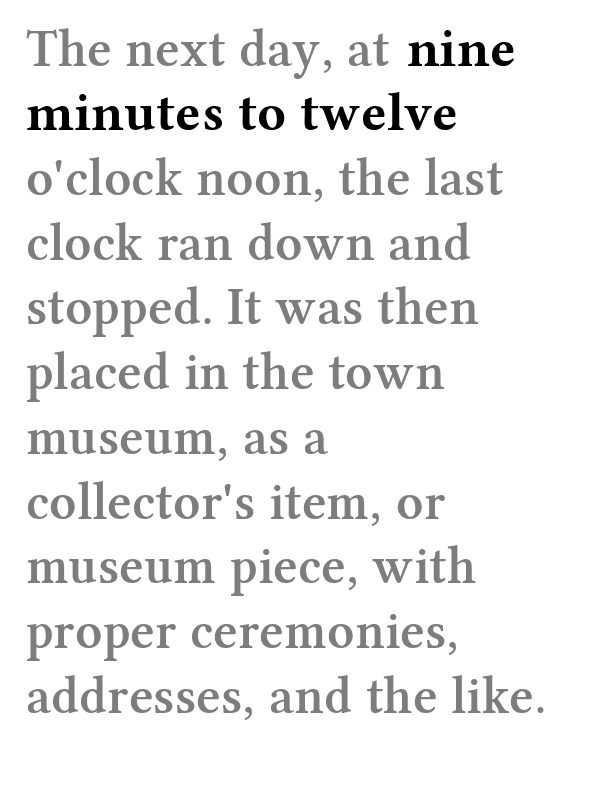 The next day, at nine
minutes to twelve
o'clock noon, the last
clock ran down and
stopped. It was then
placed in the town
museum, as a
collector's item, or
museum piece, with
proper ceremonies,
addresses, and the like.